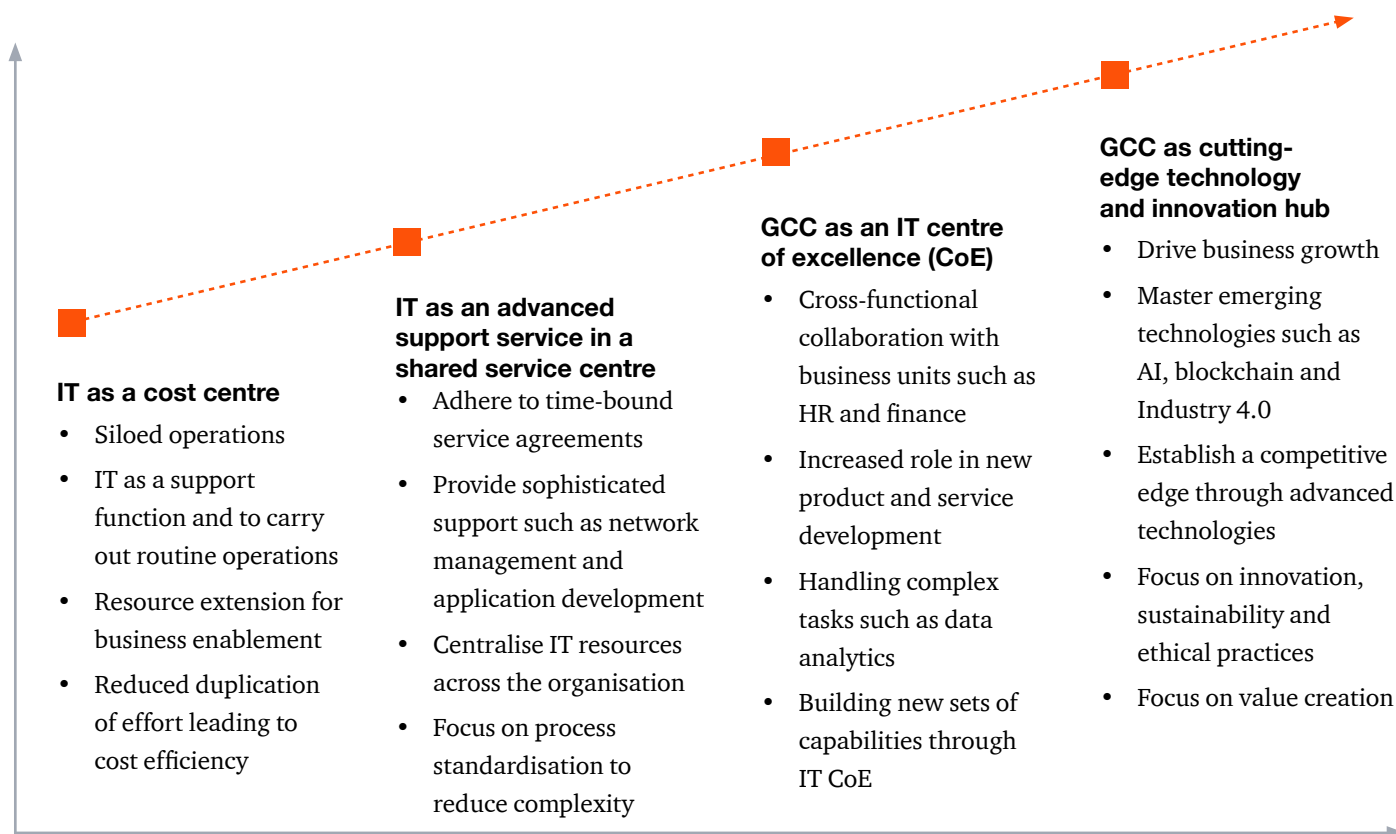 IT as a cost centre
• Siloed operations
• IT as a support
function and to carry
out routine operations
• Resource extension for
business enablement
• Reduced duplication
of effort leading to
cost efficiency
IT as an advanced
support service in a
shared service centre
• Adhere to time-bound
service agreements
• Provide sophisticated
support such as network
management and
application development
• Centralise IT resources
across the organisation
• Focus on process
standardisation to
reduce complexity
GCC as an IT centre
of excellence (CoE)
• Cross-functional
collaboration with
business units such as
HR and finance
• Increased role in new
product and service
development
• Handling complex
tasks such as data
analytics
• Building new sets of
capabilities through
IT CoE
GCC as cutting-
edge technology
and innovation hub
• Drive business growth
• Master emerging
technologies such as
AI, blockchain and
Industry 4.0
• Establish a competitive
edge through advanced
technologies
• Focus on innovation,
sustainability and
ethical practices
• Focus on value creation